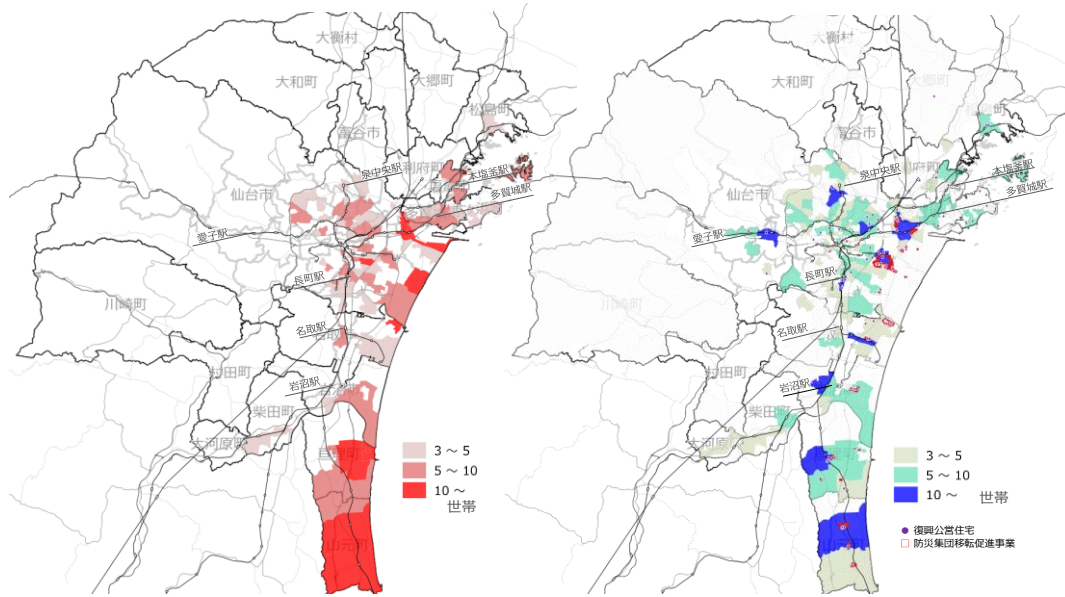 大衡村
大和町
大郷町
松島町
富谷市
利府町
泉中央駅
本塩釜駅
仙台市
多賀城駅
愛子駅
長町駅
川崎町
名取駅
村田町
岩沼駅
柴田町
大河原町
亘理町
山元町
3 ~ 5
5 ~ 10
10 ~
世帯
大和町
大郷町
松島町
富谷市
利府町
泉中央駅
本塩釜駅
仙台市
多賀城駅
愛子駅
長町駅
川崎町
名取駅
村田町
岩沼駅
柴田町
大河原
山元町
3 ~ 5
5 ~ 10
10 ~
世帯
復興公営住宅
防災集団移転促進事業